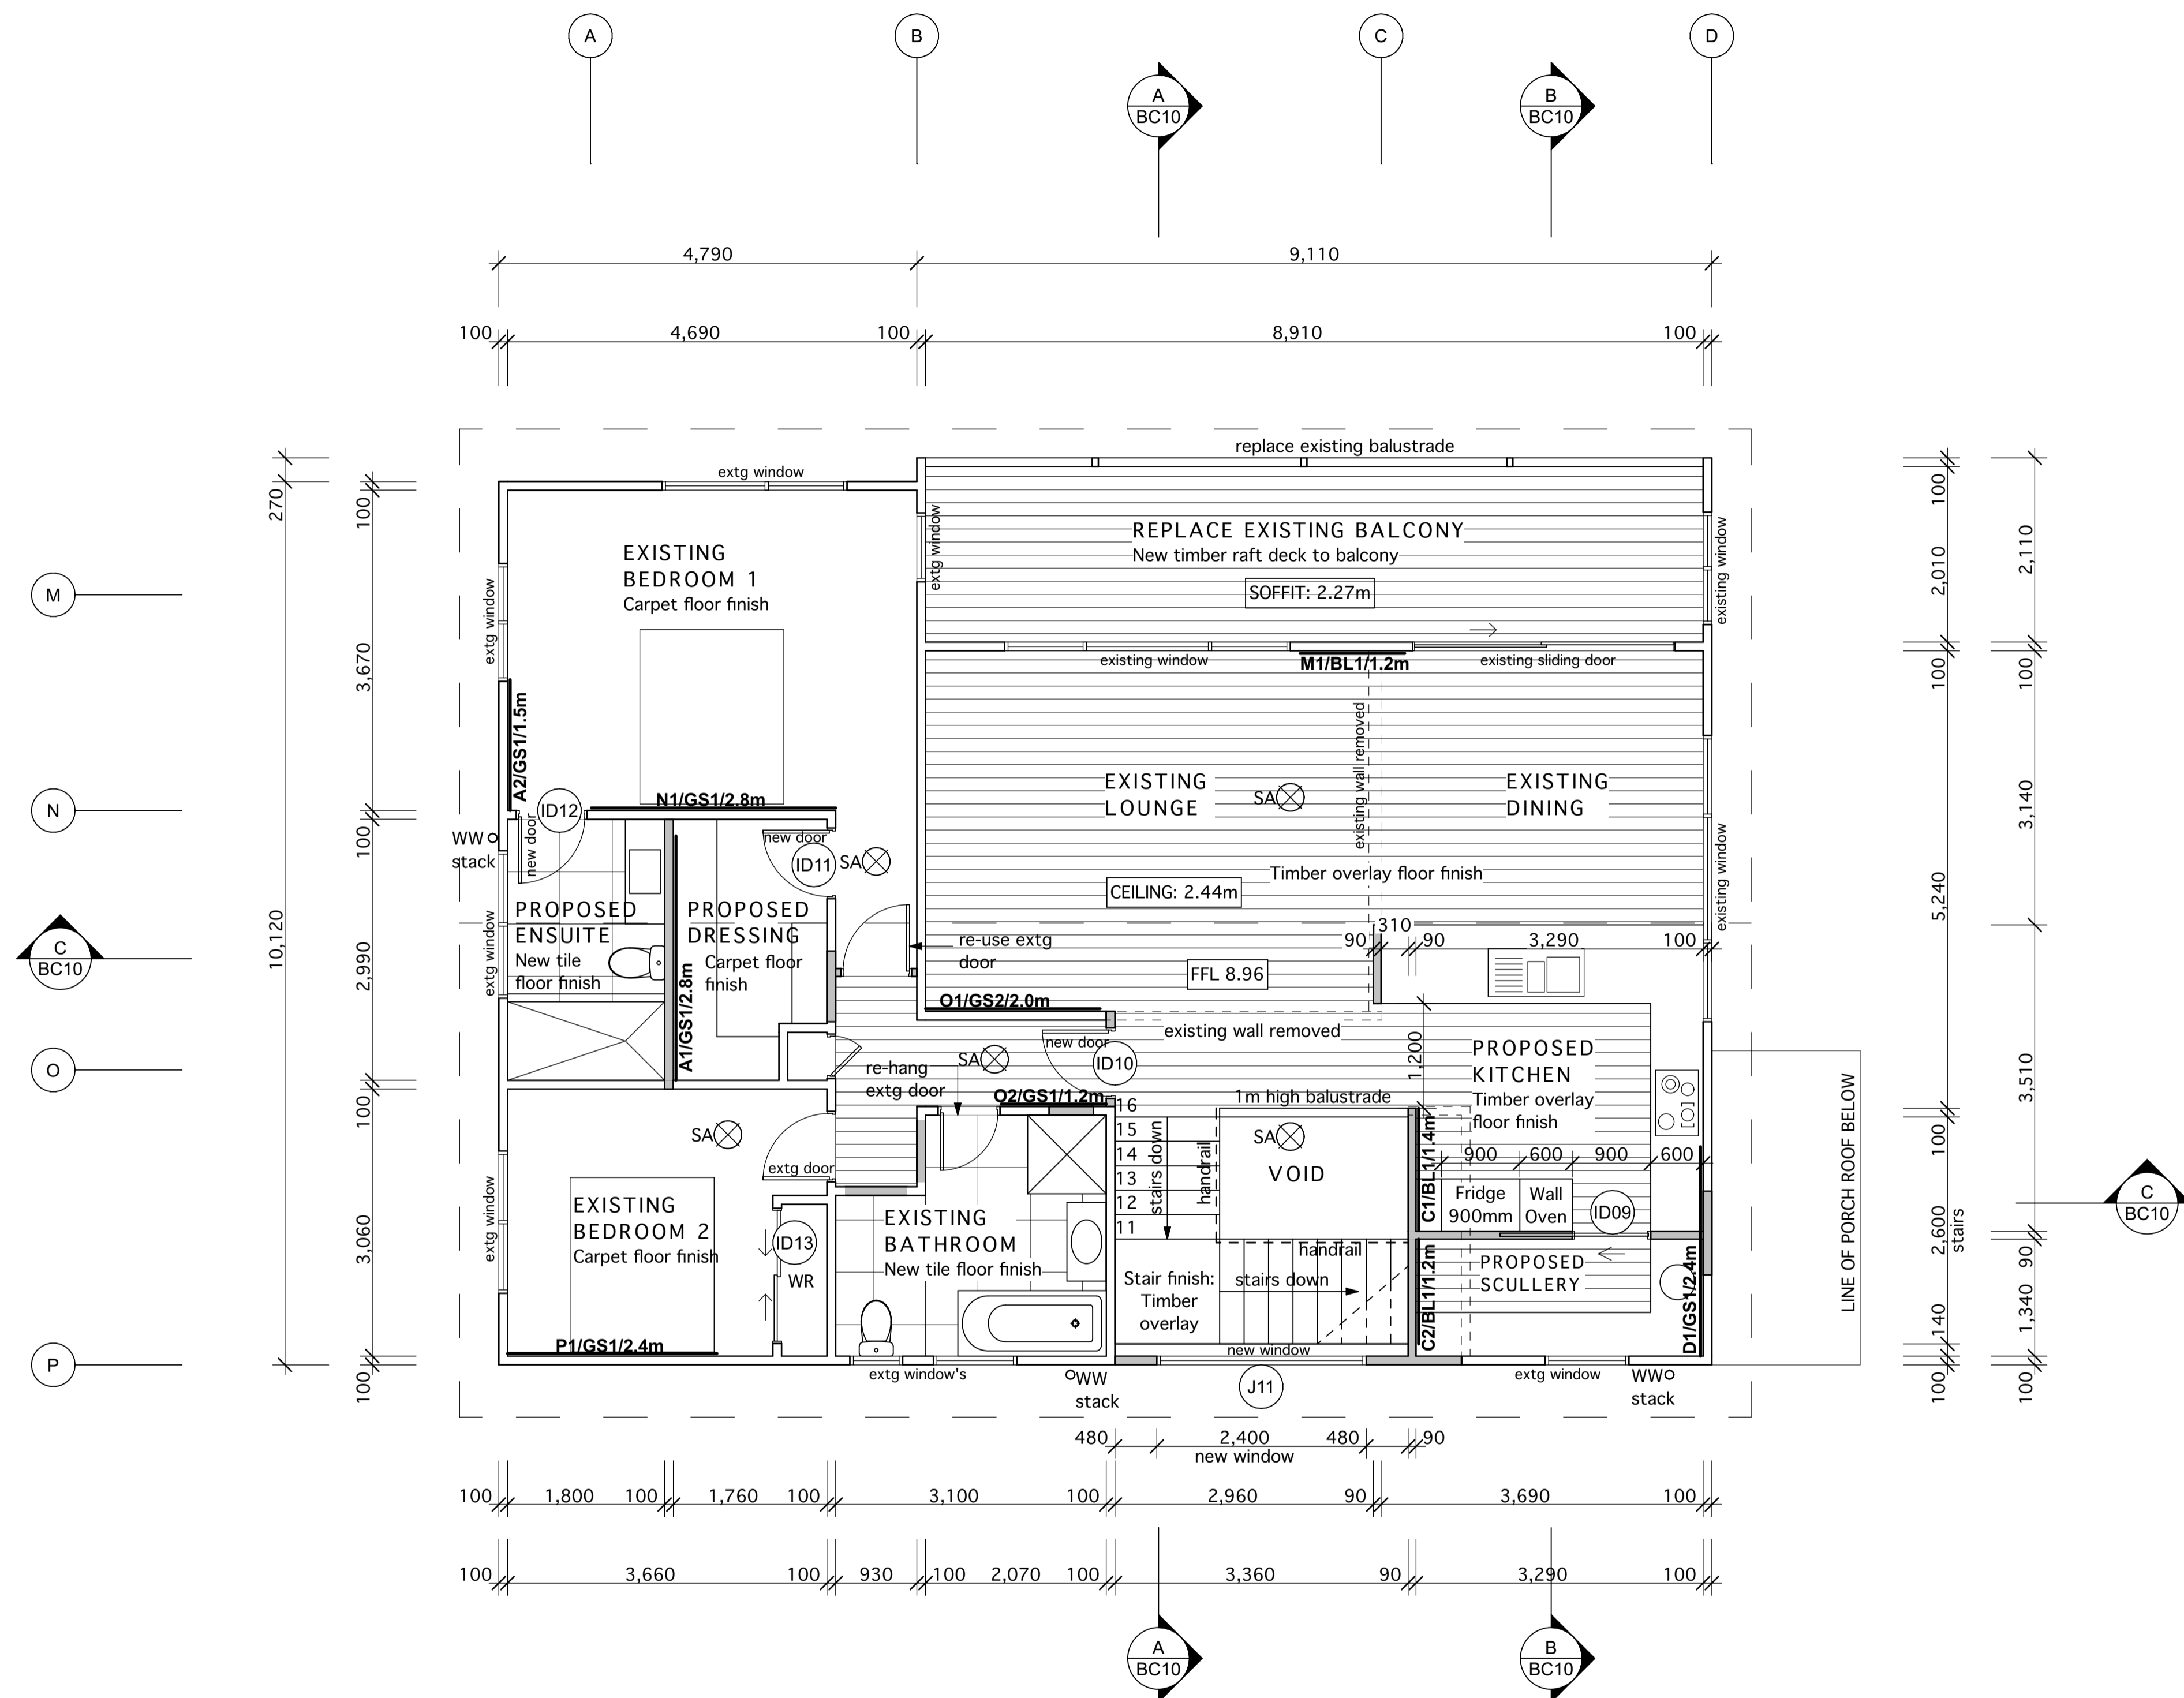 A
B
C
D
A
BC10
B
BC10
4,790
9,110
100
4,690
100
8,910
100
replace existing balustrade
extg window
270
100
REPLACE EXISTING BALCONY
New timber raft deck to balcony
SOFFIT: 2.27m
extg window
existing window
100
2,010
2,110
EXISTING
BEDROOM 1
Carpet floor finish
M
extg window
3,670
existing window
M1/BL1/1.2m
existing sliding door
100
100
A2/GS1/1.5m
N1/GS1/2.8m
existing wall removed
EXISTING
LOUNGE
SA
EXISTING
DINING
3,140
N
ID12
new door
WW
stack
100
new door
ID11
SA
Timber overlay floor finish
CEILING: 2.44m
existing window
5,240
10,120
2,990
extg window
PROPOSED
ENSUITE
New tile
floor finish
PROPOSED
DRESSING
Carpet floor
finish
A1/GS1/2.8m
re-use extg
door
310
90
90
3,290
100
FFL 8.96
C
BC10
O1/GS2/2.0m
existing wall removed
new door
ID10
SA
re-hang
extg door
O2/GS1/1.2m
1,200
PROPOSED
KITCHEN
Timber overlay
floor finish
3,510
O
100
1m high balustrade
16
15
14
13
12
11
stairs down
handrail
SA
VOID
C1/BL1/1.4m
900
600
900
600
Fridge
900mm
Wall
Oven
ID09
LINE OF PORCH ROOF BELOW
100
2,600
stairs
C
BC10
SA
extg door
EXISTING
BEDROOM 2
Carpet floor finish
ID13
WR
3,060
extg window
EXISTING
BATHROOM
New tile floor finish
handrail
Stair finish:
Timber
overlay
stairs down
C2/BL1/1.2m
PROPOSED
SCULLERY
D1/GS1/2.4m
90
1,340
140
P1/GS1/2.4m
P
100
new window
100
100
extg window's
WW
stack
J11
extg window
WW
stack
480
2,400
480
90
new window
100
1,800
100
1,760
100
3,100
100
2,960
90
3,690
100
100
3,660
100
930
100
2,070
100
3,360
90
3,290
100
A
BC10
B
BC10